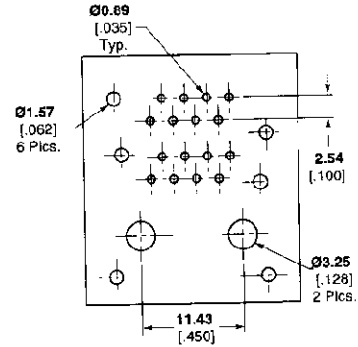 Ø0.89
[.035]
Typ.
Ø1.57
[.062]
6 Plcs.
2.54
[.100]
Ø3.25
[.128]
2 Plcs.
11.43
[.450]